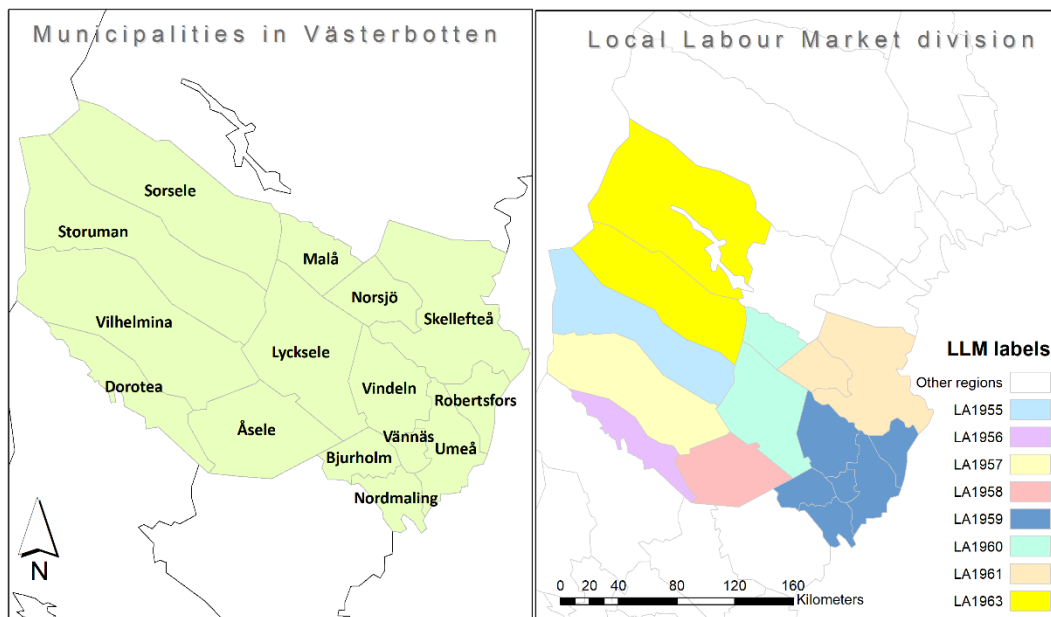 Municipalities in Västerbotten
Sorsele
Storuman
Malå
Norsjö
Skellefteå
Vilhelmina
Lycksele
Dorotea
Vindeln
Robertsfors
Åsele
Vännäs
Umeå
Bjurholm
Nordmaling
N
Local Labour Market division
LLM labels
Other regions
LA1955
LA1956
LA1957
LA1958
LA1959
LA1960
LA1961
LA1963
0 20 40 80 120 160
Kilometers